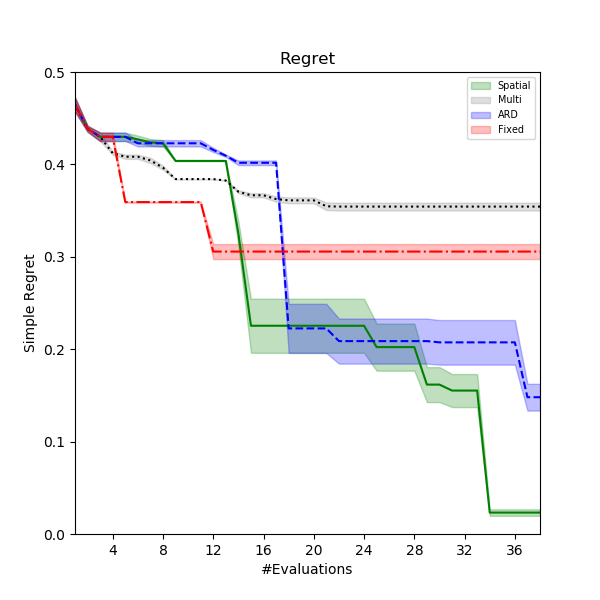 Regret
Spatial
Multi
ARD
Fixed
0.5
0.4
0.3
0.2
0.1
0.0
Simple Regret
4 8 12 16 20 24 28 32 36
#Evaluations